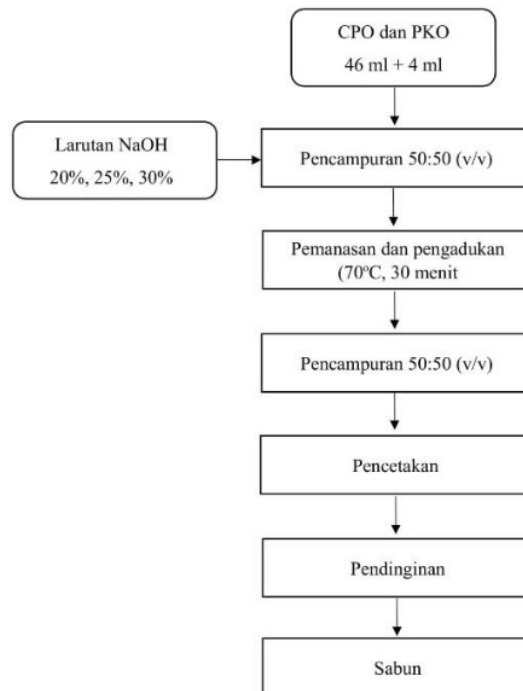 CPO dan PKO
46 ml + 4 ml
Larutan NaOH
20%, 25%, 30%
Pencampuran 50:50 (v/v)
Pemanasan dan pengadukan
(70°C, 30 menit
Pencampuran 50:50 (v/v)
Pencetakan
Pendinginan
Sabun